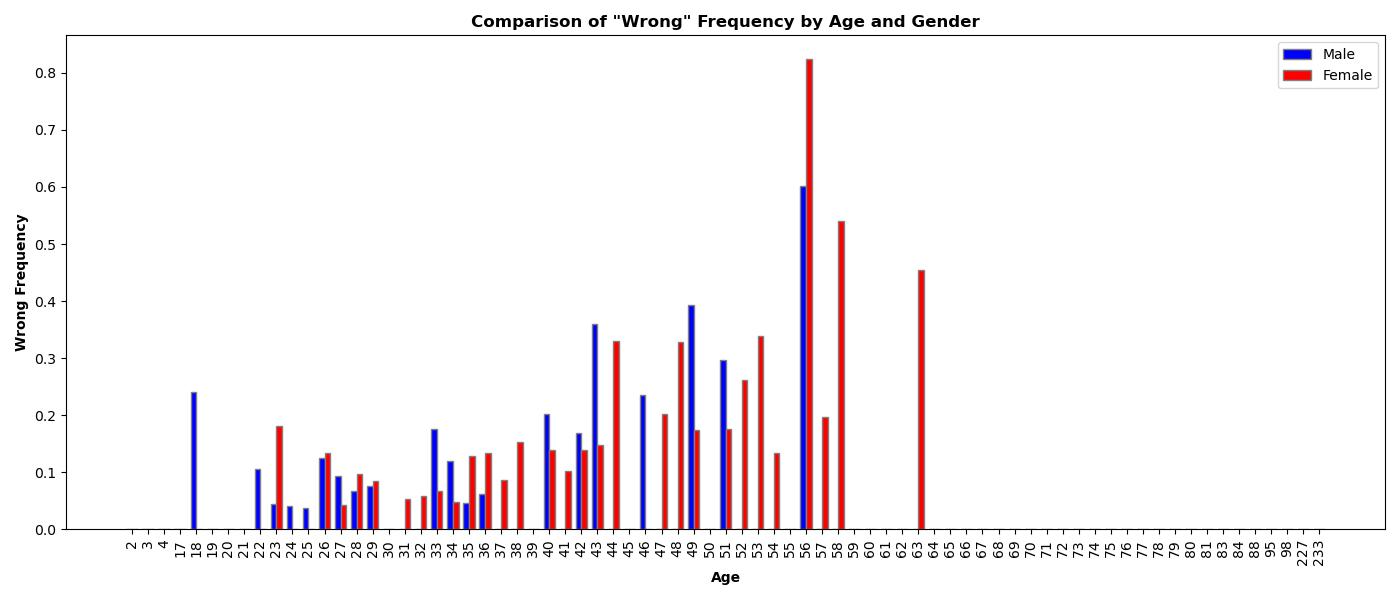 Comparison of "Wrong" Frequency by Age and Gender
Male
Female
Wrong Frequency
0.8
0.7
0.6
0.5
0.4
0.3
0.2
0.1
0.0
2 3 4 17 18 19 20 21 22 23 24 25 26 27 28 29 30 31 32 33 34 35 36 37 38 39 40 41 42 43 44 45 46 47 48 49 50 51 52 53 54 55 56 57 58 59 60 61 62 63 64 65 66 67 68 69 70 71 72 73 74 75 76 77 78 79 80 81 83 84 88 95 98 227 233
Age